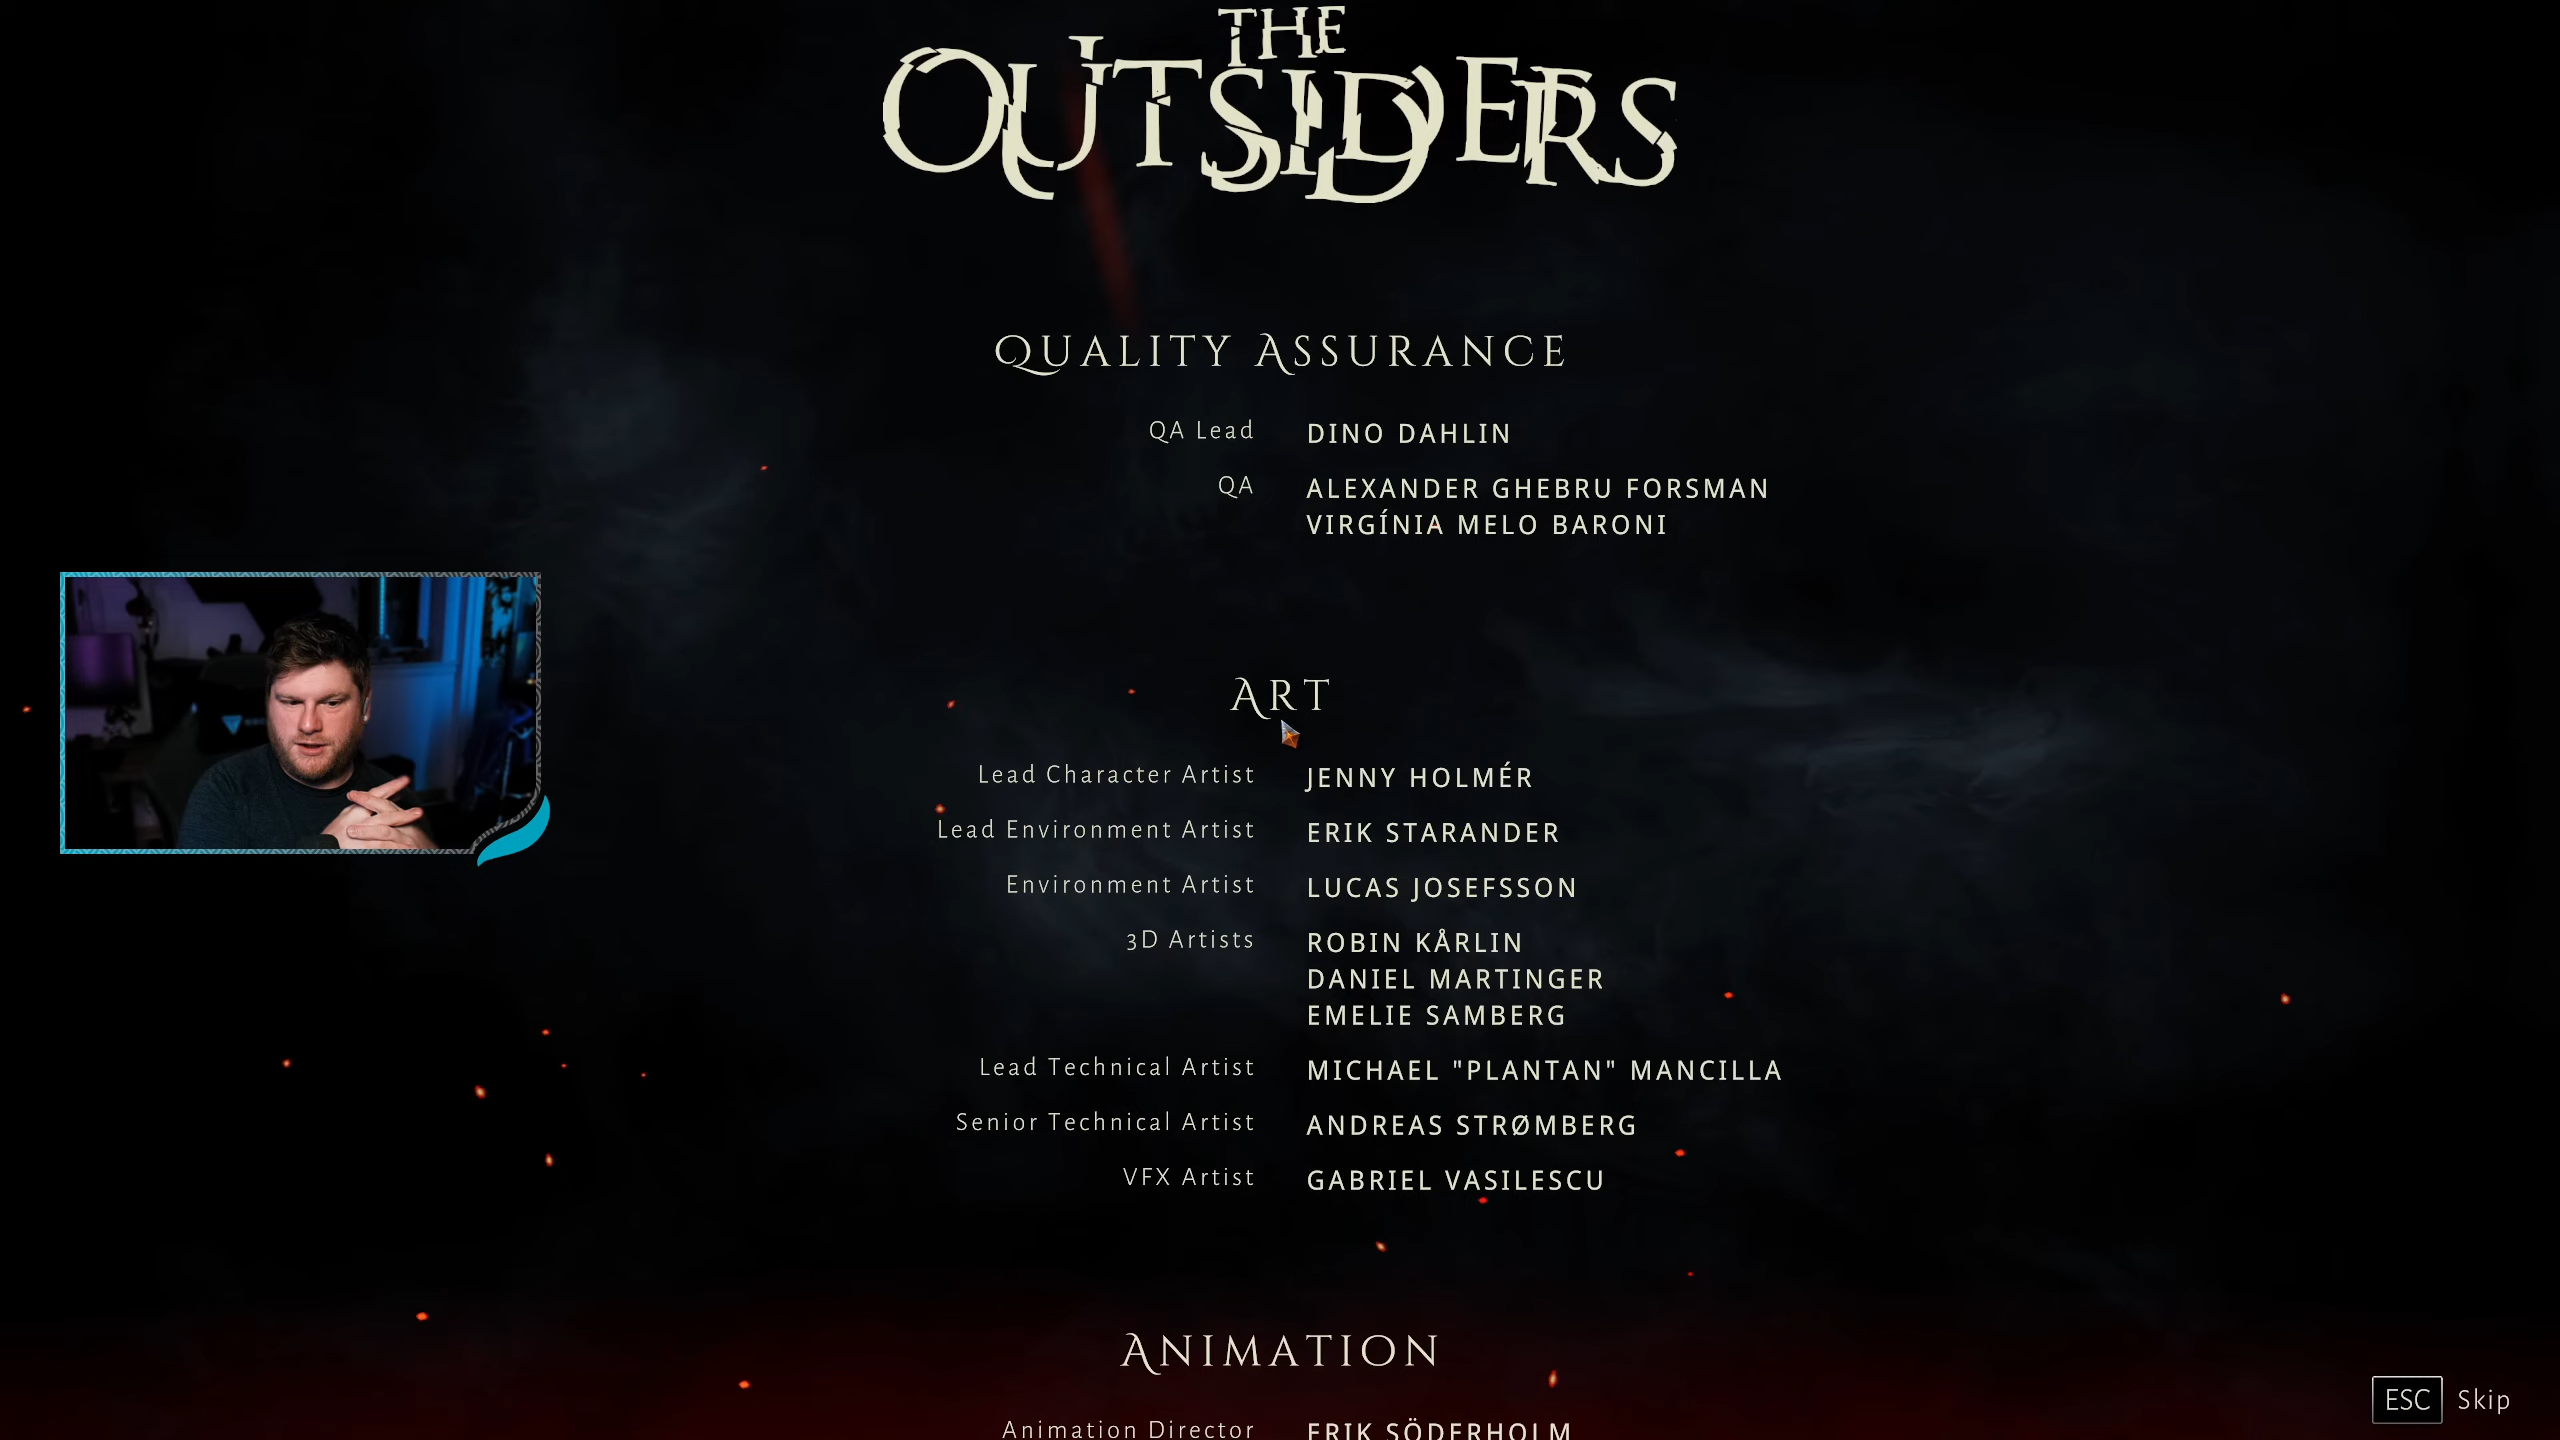 THE
OUTSIDERS
QUALITY ASSURANCE
QA Lead DINO DAHLIN
QA ALEXANDER GHEBRU FORSMAN
VIRGÍNIA MELO BARONI
ART
Lead Character Artist JENNY HOLMÉR
Lead Environment Artist ERIK STARANDER
Environment Artist LUCAS JOSEFSSON
3D Artists ROBIN KÅRLIN
DANIEL MARTINGER
EMELIE SAMBERG
Lead Technical Artist MICHAEL "PLANTAN" MANCILLA
Senior Technical Artist ANDREAS STRØMBERG
VFX Artist GABRIEL VASILESCU
ANIMATION
Animation Director ERIK SÖDERHOLM
ESC Skip